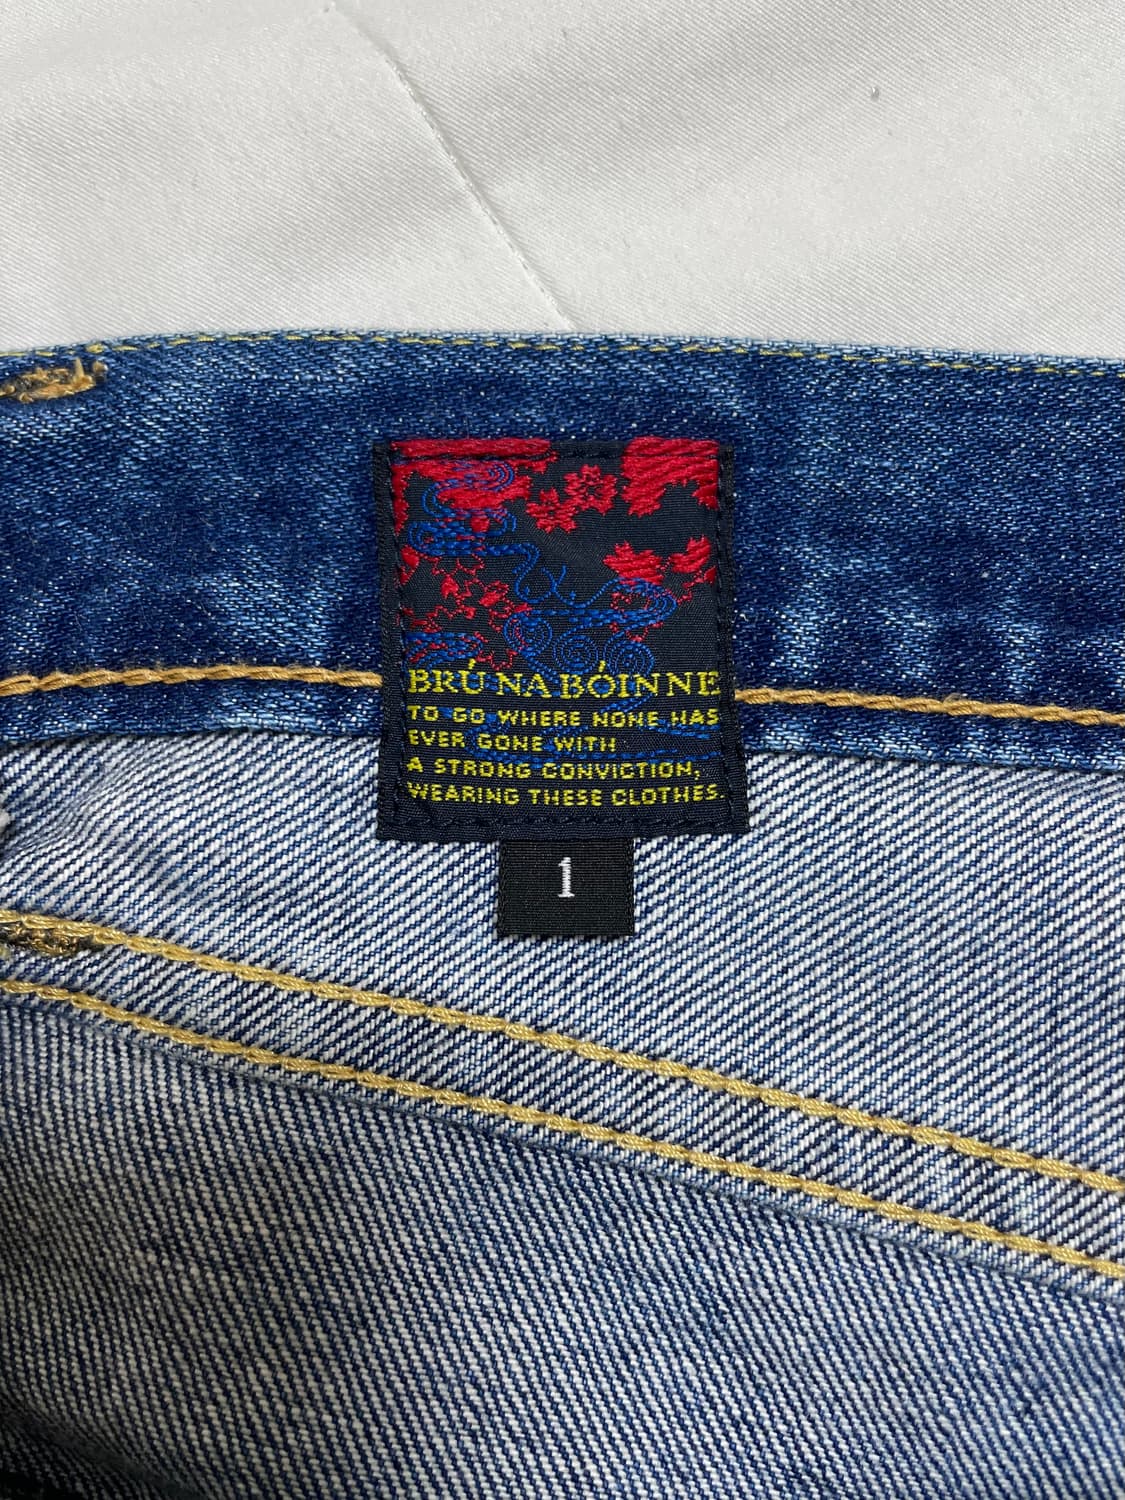 BRÚ NA BÓINNE
TO GO WHERE NONE HAS
EVER GONE WITH
A STRONG CONVICTION,
WEARING THESE CLOTHES.
1